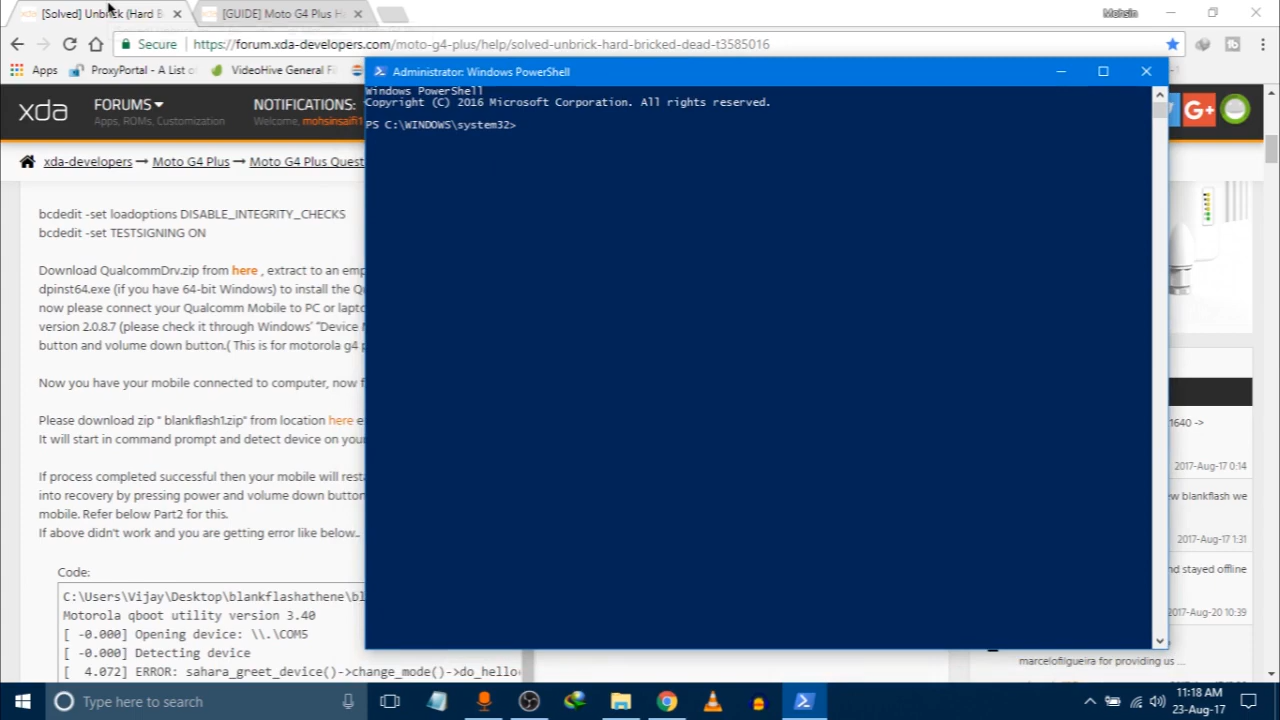 [Solved] Unbrick (Hard B
[GUIDE] Moto G4 Plus H
Mohsin
Secure
https://forum.xda-developers.com/moto-g4-plus/help/solved-unbrick-hard-bricked-dead-t3585016
Apps
ProxyPortal - A List o
VideoHive General Fi
Administrator: Windows PowerShell
Windows PowerShell
Copyright (C) 2016 Microsoft Corporation. All rights reserved.
PS C:\WINDOWS\system32>
xda
FORUMS
Apps, ROMs, Customization
NOTIFICATIONS:
Welcome, mohsinsaifi1
G+
xda-developers → Moto G4 Plus → Moto G4 Plus Quest
bcdedit -set loadoptions DISABLE_INTEGRITY_CHECKS
bcdedit -set TESTSIGNING ON
Download QualcommDrv.zip from here , extract to an emp
dpinst64.exe (if you have 64-bit Windows) to install the Q
now please connect your Qualcomm Mobile to PC or lapto
version 2.0.8.7 (please check it through Windows' "Device M
button and volume down button.( This is for motorola g4 p
Now you have your mobile connected to computer, now f
Please download zip " blankflash1.zip" from location here e
It will start in command prompt and detect device on your
If process completed successful then your mobile will rest
into recovery by pressing power and volume down button
mobile. Refer below Part2 for this.
If above didn't work and you are getting error like below..
Code:
C:\Users\Vijay\Desktop\blankflashathene\bl
Motorola qboot utility version 3.40
[ -0.000] Opening device: \\.\COM5
[ -0.000] Detecting device
[ 4.072] ERROR: sahara_greet_device()->change_mode()->do_hello
1640 ->
2017-Aug-17 0:14
ew blankflash we
2017-Aug-17 1:31
nd stayed offline
2017-Aug-20 10:39
marcelofilgueira for providing us ...
Type here to search
11:18 AM
23-Aug-17